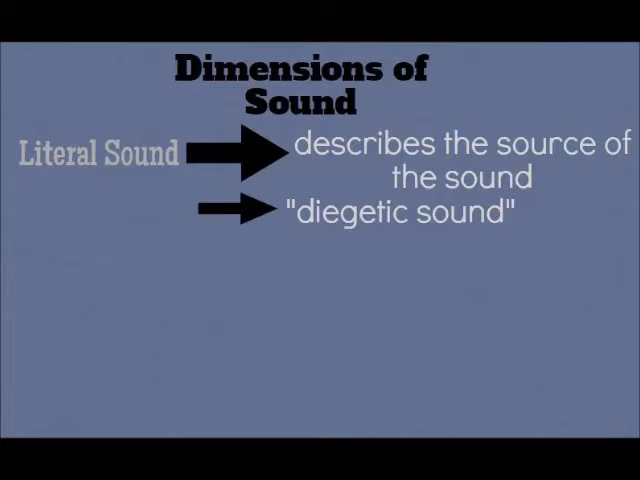 Dimensions of
Sound
Literal Sound
describes the source of
the sound
"diegetic sound"